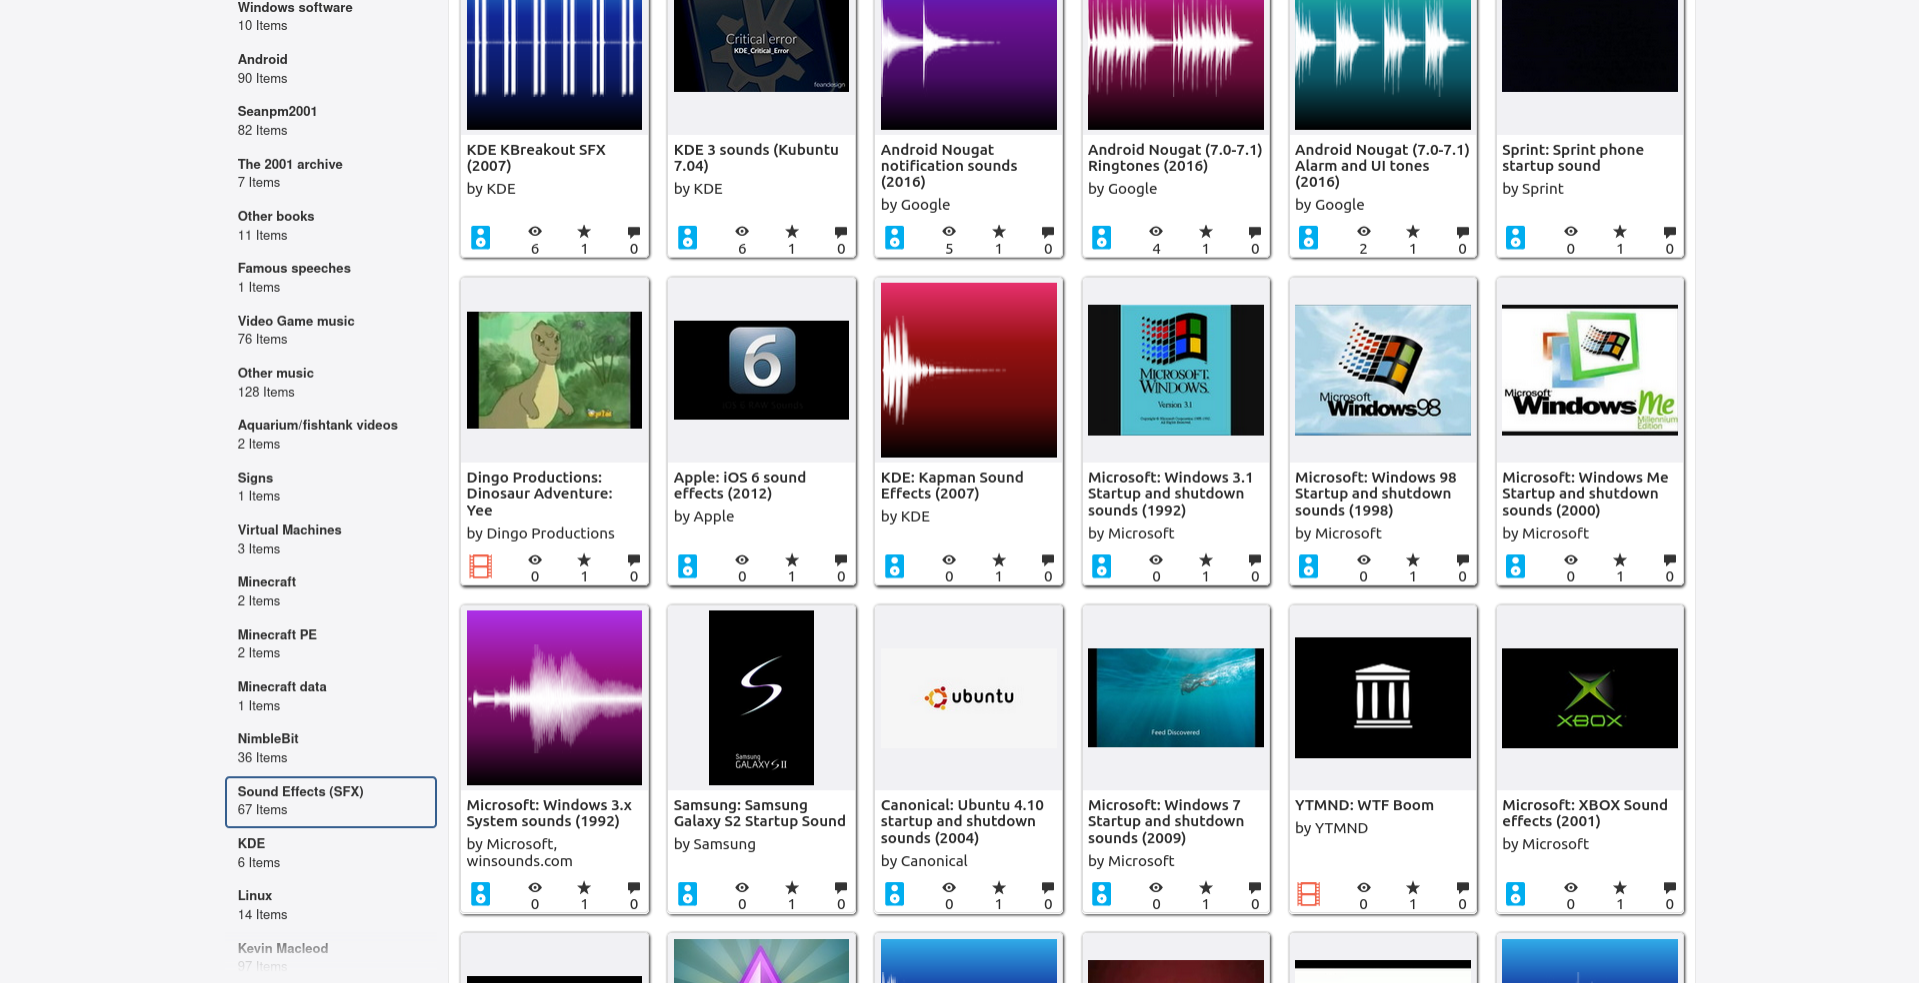 Windows software
10 Items
Android
90 Items
Seanpm2001
82 Items
The 2001 archive
7 Items
Other books
11 Items
Famous speeches
1 Items
Video Game music
76 Items
Other music
128 Items
Aquarium/fishtank videos
2 Items
Signs
1 Items
Virtual Machines
3 Items
Minecraft
2 Items
Minecraft PE
2 Items
Minecraft data
1 Items
NimbleBit
36 Items
Sound Effects (SFX)
67 Items
KDE
6 Items
Linux
14 Items
Kevin Macleod
97 Items
KDE KBreakout SFX
(2007)
by KDE
6 1 0
Critical error
KDE_Critical_Error
feandesign
KDE 3 sounds (Kubuntu
7.04)
by KDE
6 1 0
Android Nougat
notification sounds
(2016)
by Google
5 1 0
Android Nougat (7.0-7.1)
Ringtones (2016)
by Google
4 1 0
Android Nougat (7.0-7.1)
Alarm and UI tones
(2016)
by Google
2 1 0
Sprint: Sprint phone
startup sound
by Sprint
0 1 0
Dingo Productions:
Dinosaur Adventure:
Yee
by Dingo Productions
0 1 0
6
iOS 6 RAW Sounds
Apple: iOS 6 sound
effects (2012)
by Apple
0 1 0
KDE: Kapman Sound
Effects (2007)
by KDE
0 1 0
MICROSOFT.
WINDOWS.
Version 3.1
Microsoft: Windows 3.1
Startup and shutdown
sounds (1992)
by Microsoft
0 1 0
Microsoft
Windows98
Microsoft: Windows 98
Startup and shutdown
sounds (1998)
by Microsoft
0 1 0
Microsoft
Windows Me
Millennium
Edition
Microsoft: Windows Me
Startup and shutdown
sounds (2000)
by Microsoft
0 1 0
Microsoft: Windows 3.x
System sounds (1992)
by Microsoft,
winsounds.com
0 1 0
Samsung
GALAXY S II
Samsung: Samsung
Galaxy S2 Startup Sound
by Samsung
0 1 0
ubuntu
Canonical: Ubuntu 4.10
startup and shutdown
sounds (2004)
by Canonical
0 1 0
Feed Discovered
Microsoft: Windows 7
Startup and shutdown
sounds (2009)
by Microsoft
0 1 0
YTMND: WTF Boom
by YTMND
0 1 0
XBOX
Microsoft: XBOX Sound
effects (2001)
by Microsoft
0 1 0